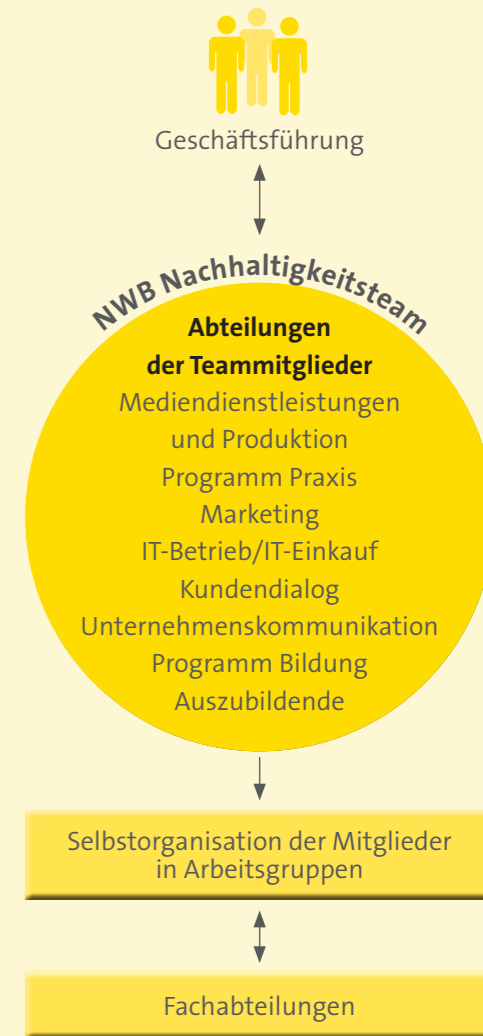 Geschäftsführung
NWB Nachhaltigkeitsteam
Abteilungen
der Teammitglieder
Mediendienstleistungen
und Produktion
Programm Praxis
Marketing
IT-Betrieb/IT-Einkauf
Kundendialog
Unternehmenskommunikation
Programm Bildung
Auszubildende
Selbstorganisation der Mitglieder
in Arbeitsgruppen
Fachabteilungen